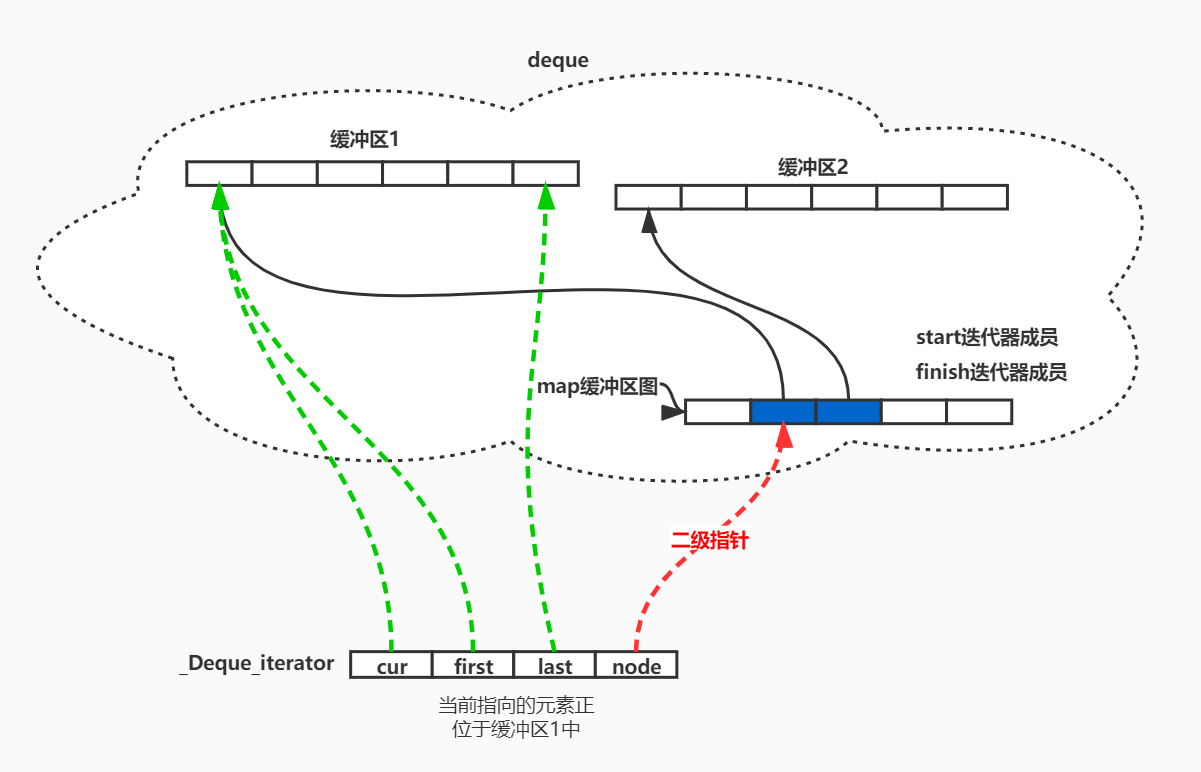 deque
缓冲区1
缓冲区2
start迭代器成员
finish迭代器成员
map缓冲区图
二级指针
_Deque_iterator
cur
first
last
node
当前指向的元素正
位于缓冲区1中